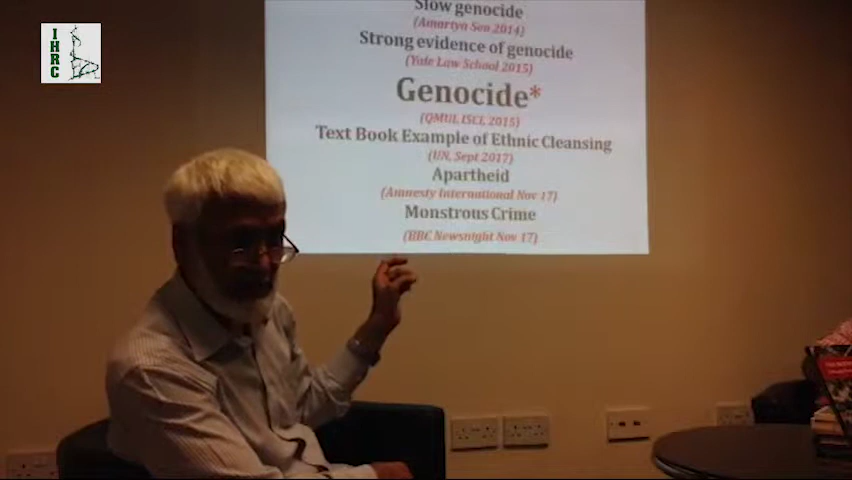 IHRC
Slow genocide
(Amartya Sen 2014)
Strong evidence of genocide
(Yale Law School 2015)
Genocide*
(QMUL ISCI, 2015)
Text Book Example of Ethnic Cleansing
(UN, Sept 2017)
Apartheid
(Amnesty International Nov 17)
Monstrous Crime
(BBC Newsnight Nov 17)